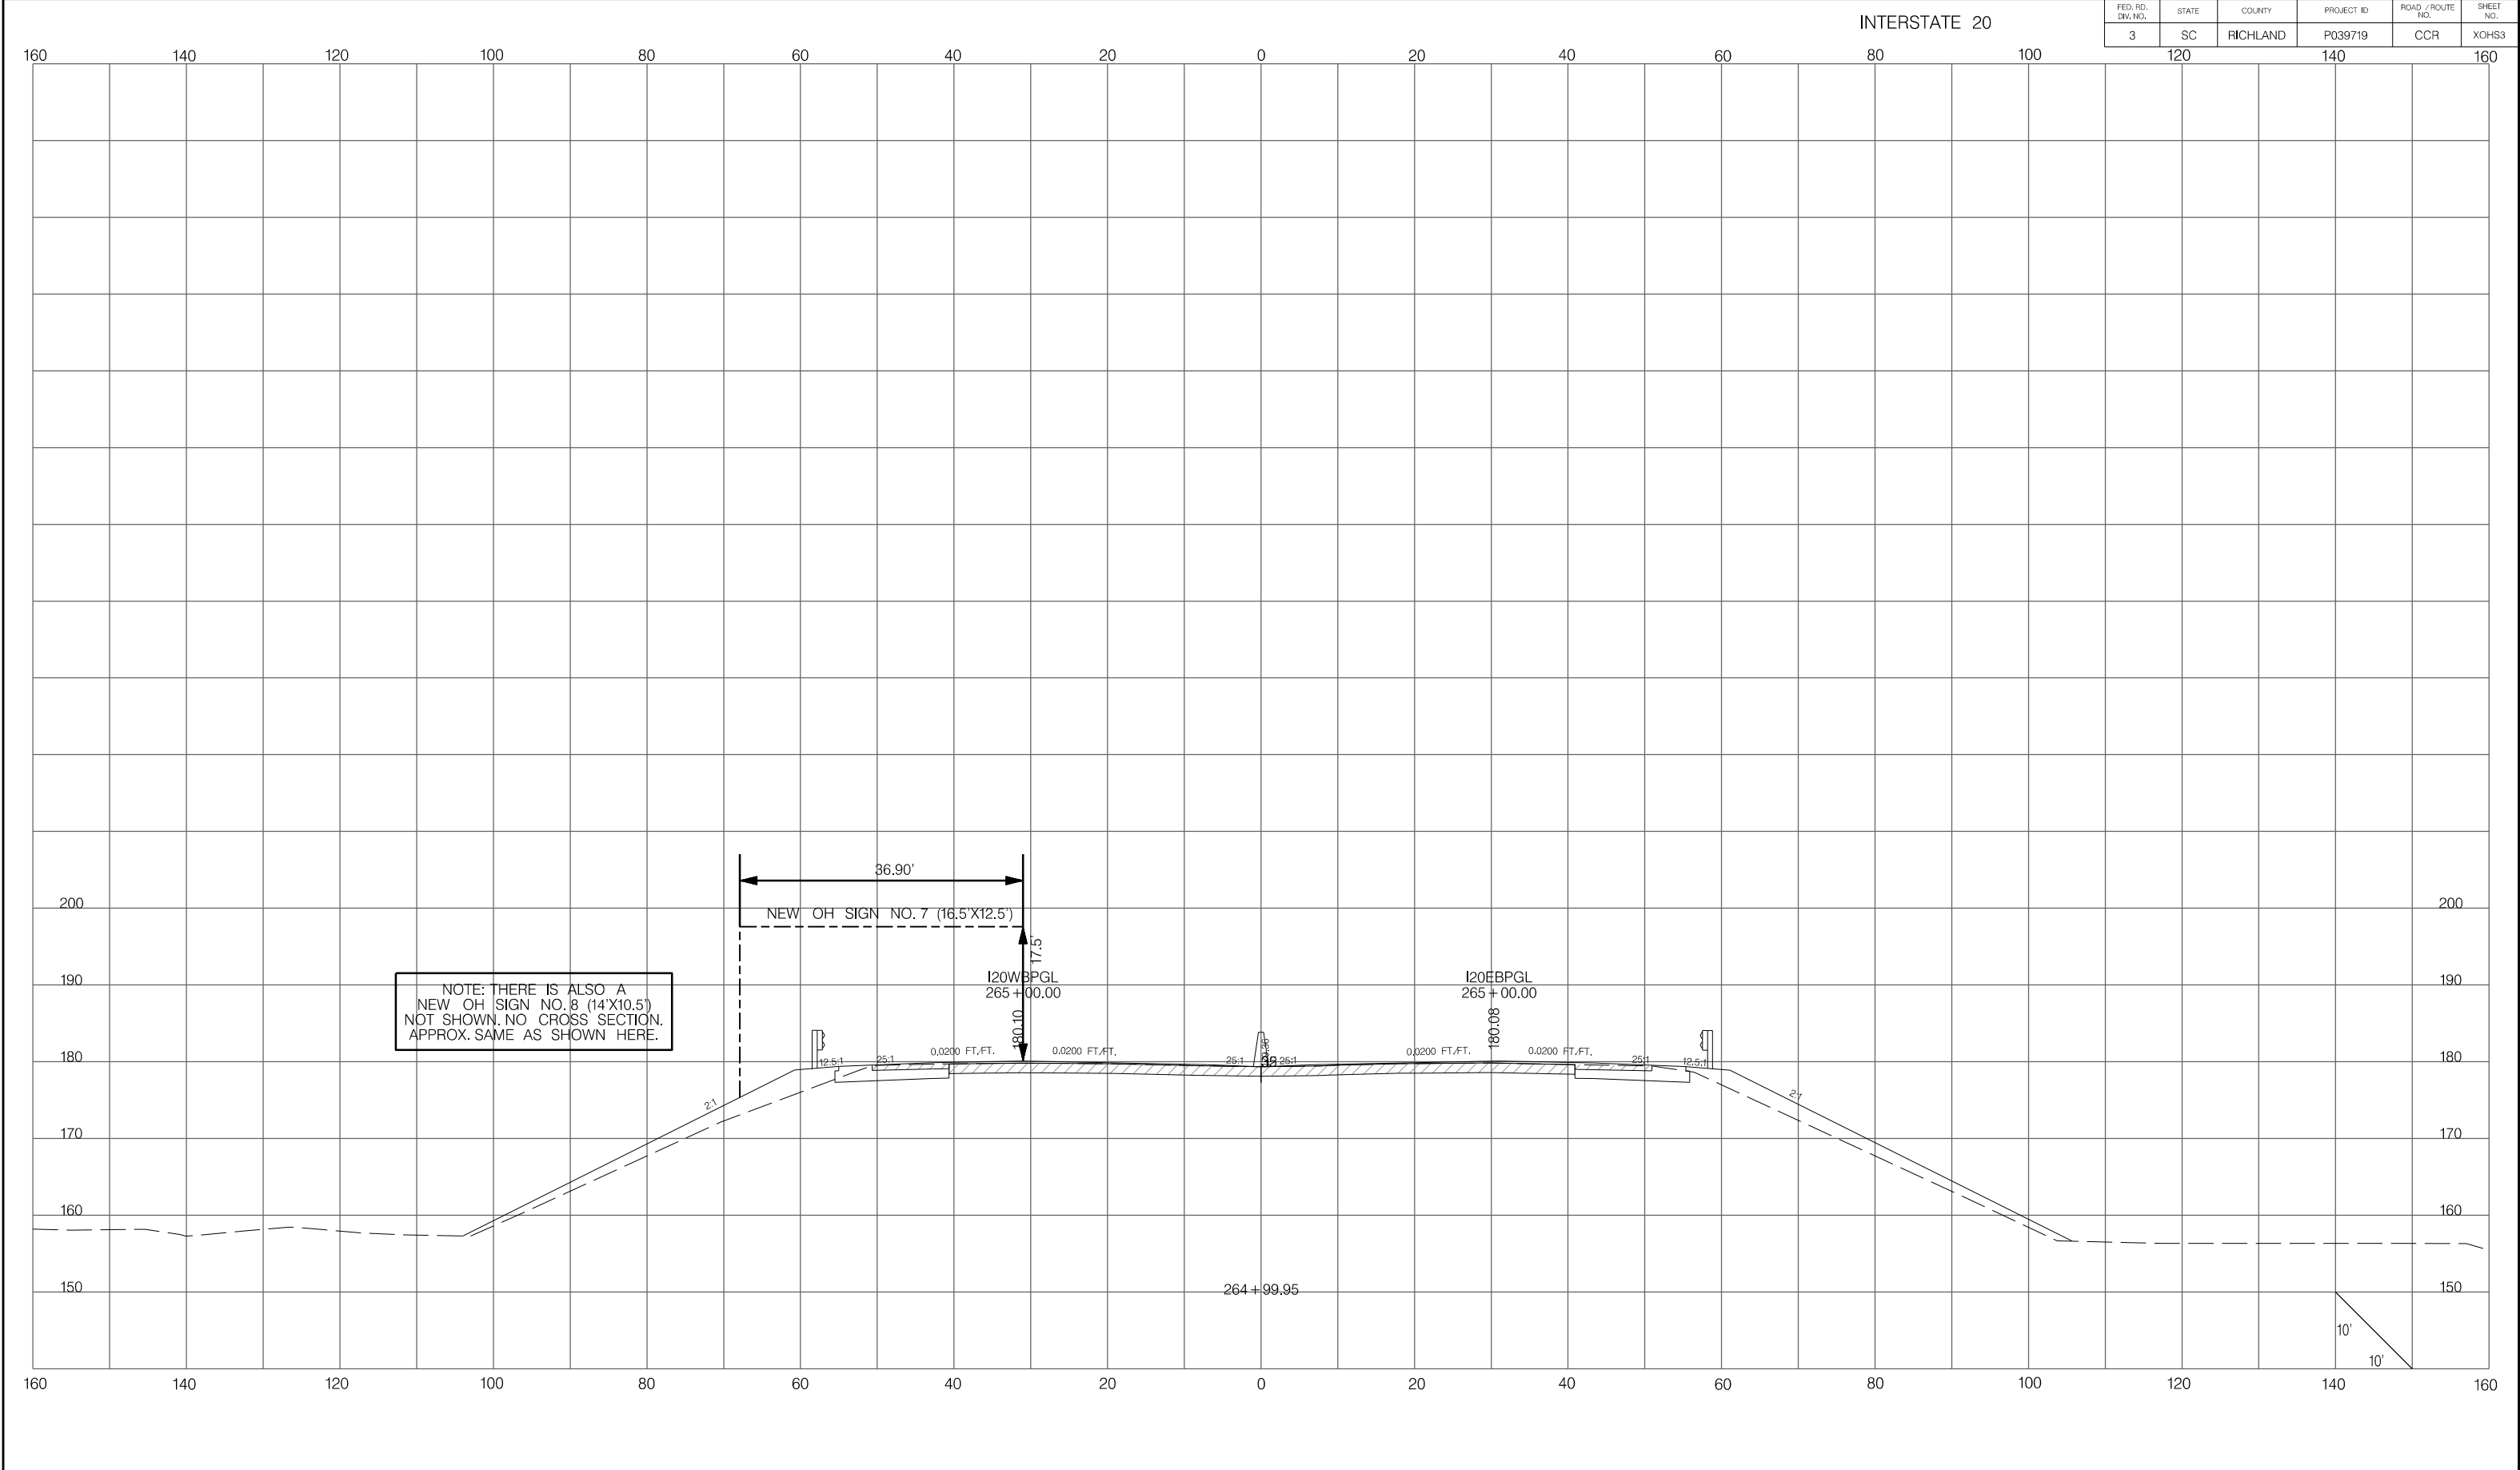 INTERSTATE 20
FED. RD. DIV. NO. STATE COUNTY PROJECT ID ROAD / ROUTE NO. SHEET NO.
3 SC RICHLAND P039719 CCR XOHS3
160 140 120 100 80 60 40 20 0 20 40 60 80 100 120 140 160
36.90'
200 NEW OH SIGN NO. 7 (16.5'X12.5') 200
17.5'
190 I20WBPGL I20EBPGL 190
265+00.00 265+00.00
NOTE: THERE IS ALSO A
NEW OH SIGN NO. 8 (14'X10.5')
NOT SHOWN. NO CROSS SECTION.
APPROX. SAME AS SHOWN HERE.
180.10 180.08
180 12.5:1 25:1 0.0200 FT./FT. 0.0200 FT./FT. 25:1 25:1 0.0200 FT./FT. 0.0200 FT./FT. 25:1 12.5:1 180
2:1 2:1
170 170
160 160
150 264+99.95 150
10'
10'
160 140 120 100 80 60 40 20 0 20 40 60 80 100 120 140 160